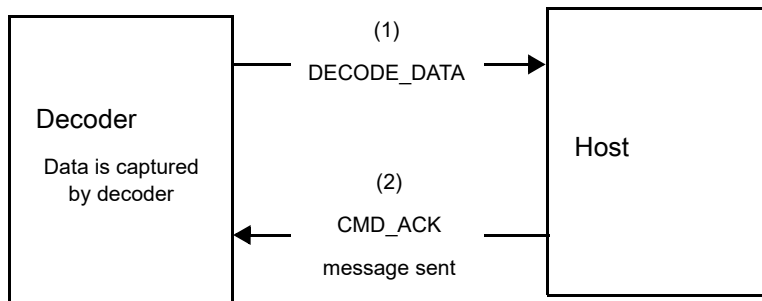 (1)
DECODE_DATA
Decoder
Data is captured
by decoder
Host
(2)
CMD_ACK
message sent